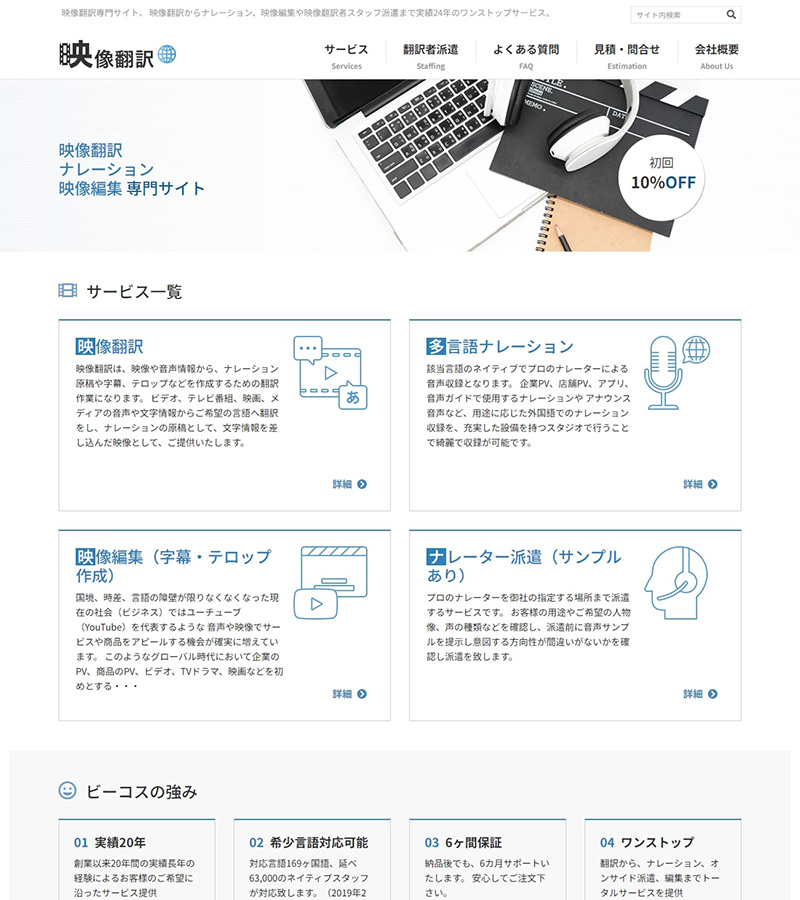 映像翻訳専門サイト、 映像翻訳からナレーション、映像編集や映像翻訳者スタッフ派遣まで実績24年のワンストップサービス。
サイト内検索
映像翻訳
サービス 翻訳者派遣 よくある質問 見積・問合せ 会社概要
Services Staffing FAQ Estimation About Us
映像翻訳
ナレーション
映像編集 専門サイト
SCENE.
MEMO.
DAT
初回
10%OFF
サービス一覧
映像翻訳
映像翻訳は、映像や音声情報から、ナレーション
原稿や字幕、テロップなどを作成するための翻訳
作業になります。 ビデオ、テレビ番組、映画、メ
ディアの音声や文字情報からご希望の言語へ翻訳
をし、ナレーションの原稿として、文字情報を差
し込んだ映像として、ご提供いたします。
あ
詳細
多言語ナレーション
該当言語のネイティブでプロのナレーターによる
音声収録となります。 企業PV、店舗PV、アプリ、
音声ガイドで使用するナレーションや アナウンス
音声など、用途に応じた外国語でのナレーション
収録を、充実した設備を持つスタジオで行うこと
で綺麗で収録が可能です。
詳細
映像編集（字幕・テロップ
作成）
国境、時差、言語の障壁が限りなくなくなった現
在の社会（ビジネス）ではユーチューブ
（YouTube）を代表するような 音声や映像でサー
ビスや商品をアピールする機会が確実に増えてい
ます。 このようなグローバル時代において企業の
PV、商品のPV、ビデオ、TVドラマ、映画などを初
めとする・・・
詳細
ナレーター派遣（サンプル
あり）
プロのナレーターを御社の指定する場所まで派遣
するサービスです。 お客様の用途やご希望の人物
像、声の種類などを確認し、派遣前に音声サンプ
ルを提示し意図する方向性が間違いがないかを確
認し派遣を致します。
詳細
ビーコスの強み
01 実績20年
創業以来20年間の実績長年の
経験によるお客様のご希望に
沿ったサービス提供
02 希少言語対応可能
対応言語169ヶ国語、延べ
63,000のネイティブスタッフ
が対応致します。（2019年2
03 6ヶ間保証
納品後でも、6カ月サポートい
たします。 安心してご注文下
さい。
04 ワンストップ
翻訳から、ナレーション、オ
ンサイド派遣、編集までトー
タルサービスを提供